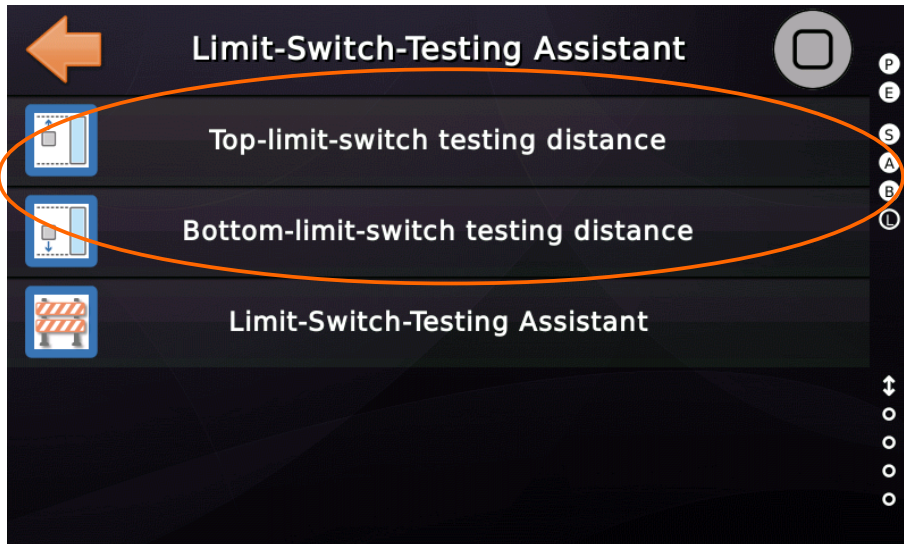 Limit-Switch-Testing Assistant
P
E
Top-limit-switch testing distance
S
A
B
Bottom-limit-switch testing distance
L
Limit-Switch-Testing Assistant